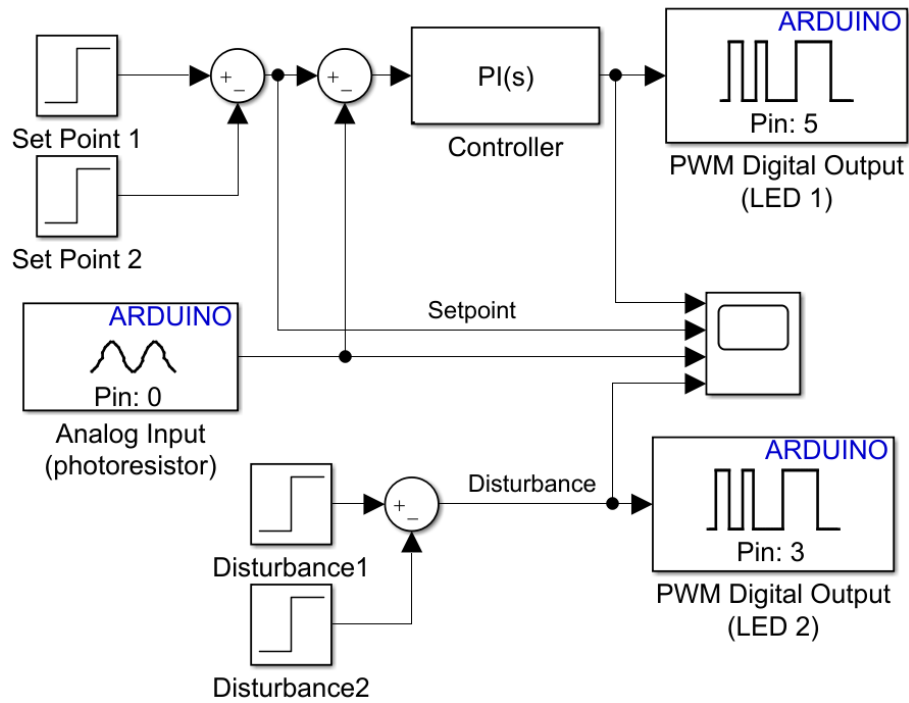 ARDUINO
+
−
+
−
PI(s)
Pin: 5
Set Point 1
Controller
PWM Digital Output
(LED 1)
Set Point 2
Setpoint
ARDUINO
Pin: 0
Analog Input
(photoresistor)
ARDUINO
Disturbance
+
−
Pin: 3
Disturbance1
PWM Digital Output
(LED 2)
Disturbance2